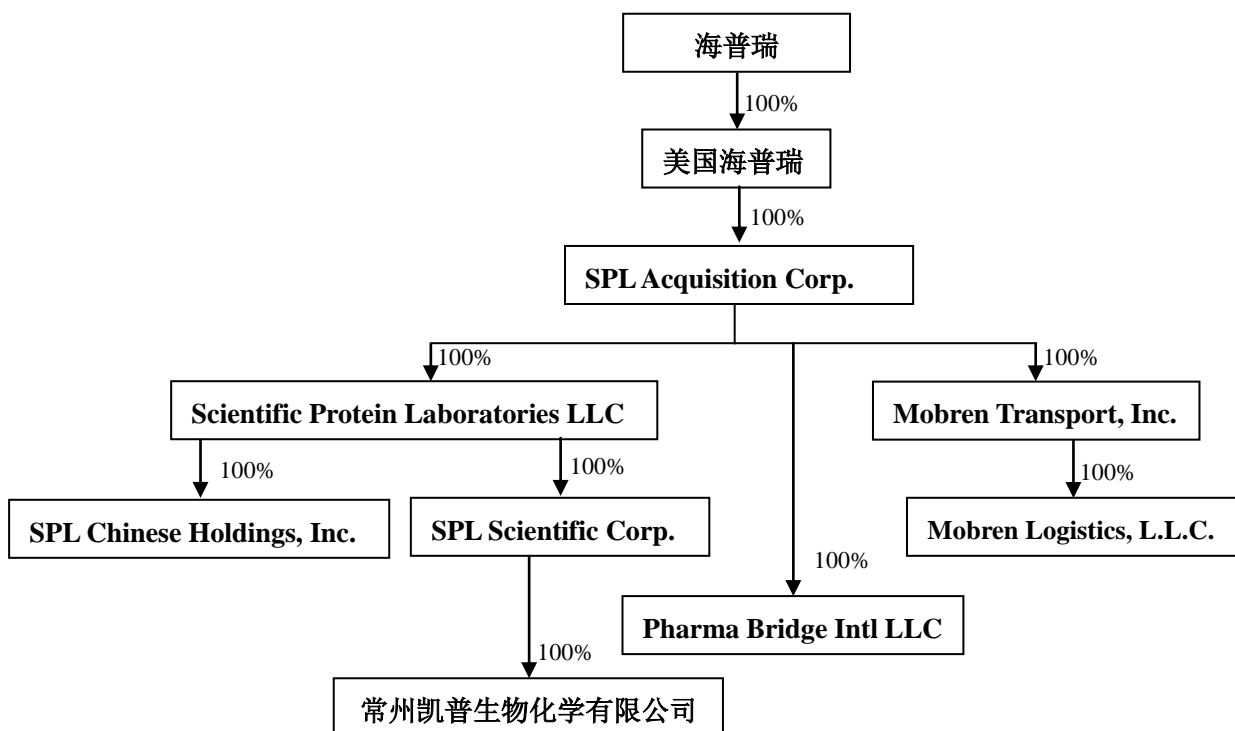 海普瑞
100%
美国海普瑞
100%
SPL Acquisition Corp.
100%
100%
Scientific Protein Laboratories LLC
Mobren Transport, Inc.
100%
100%
100%
SPL Chinese Holdings, Inc.
SPL Scientific Corp.
Mobren Logistics, L.L.C.
100%
Pharma Bridge Intl LLC
100%
常州凯普生物化学有限公司